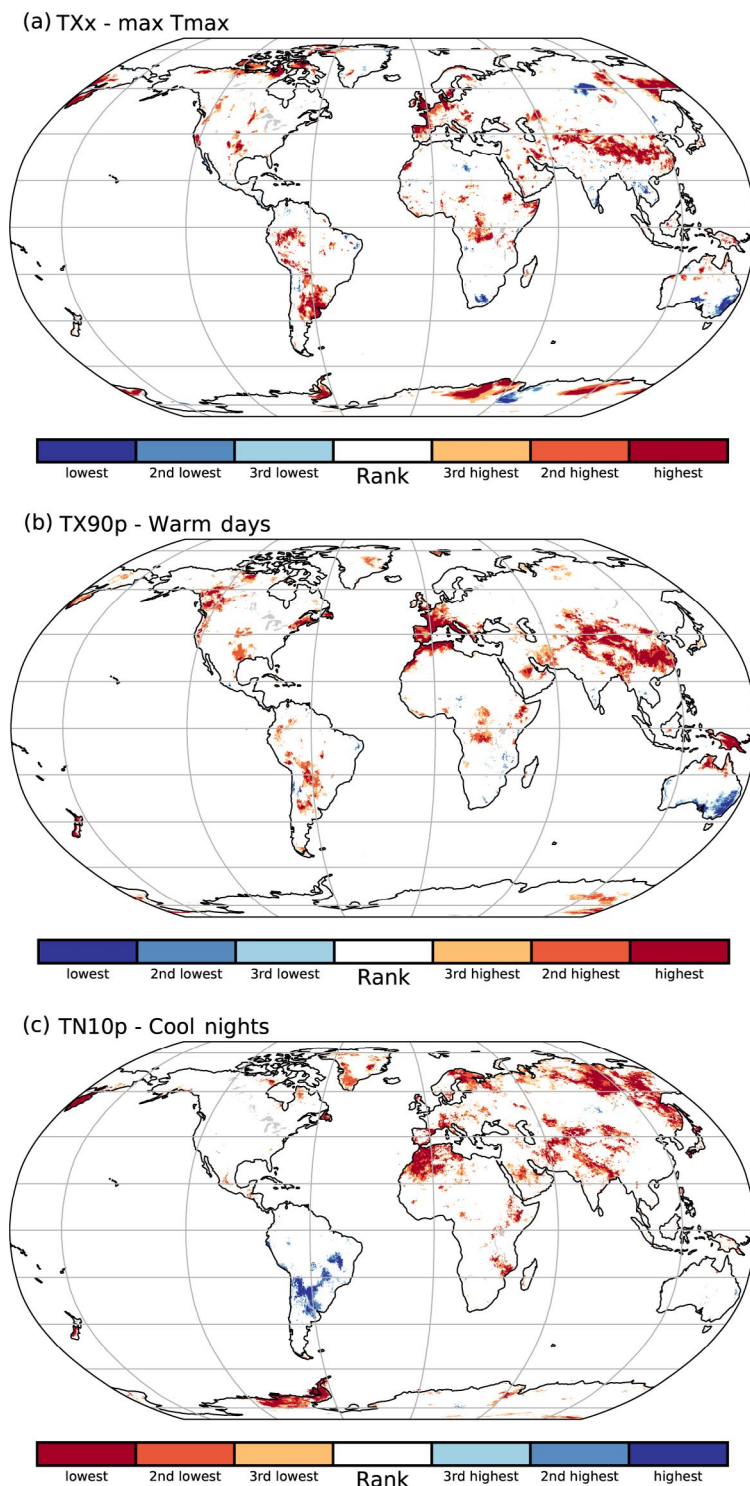 (a) TXx - max Tmax
lowest 2nd lowest 3rd lowest Rank 3rd highest 2nd highest highest
(b) TX90p - Warm days
lowest 2nd lowest 3rd lowest Rank 3rd highest 2nd highest highest
(c) TN10p - Cool nights
lowest 2nd lowest 3rd lowest Rank 3rd highest 2nd highest highest